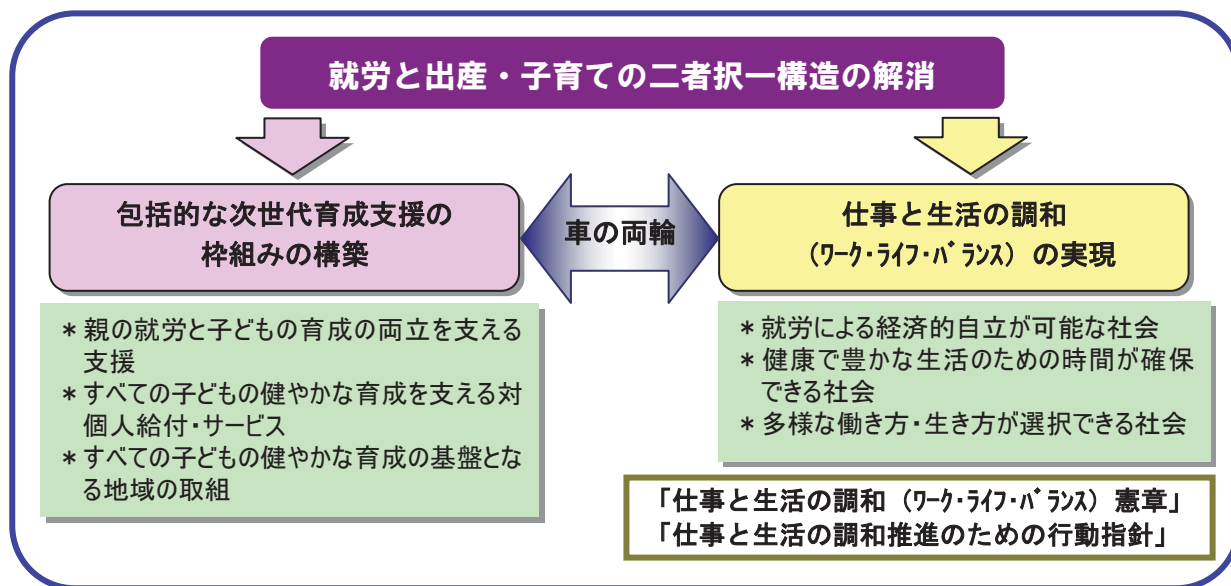 就労と出産・子育ての二者択一構造の解消
包括的な次世代育成支援の
枠組みの構築
車の両輪
仕事と生活の調和
（ﾜｰｸ･ﾗｲﾌ･ﾊﾞﾗﾝｽ）の実現
＊親の就労と子どもの育成の両立を支える
支援
＊すべての子どもの健やかな育成を支える対
個人給付・サービス
＊すべての子どもの健やかな育成の基盤とな
る地域の取組
＊就労による経済的自立が可能な社会
＊健康で豊かな生活のための時間が確保
できる社会
＊多様な働き方・生き方が選択できる社会
「仕事と生活の調和（ﾜｰｸ･ﾗｲﾌ･ﾊﾞﾗﾝｽ）憲章」
「仕事と生活の調和推進のための行動指針」